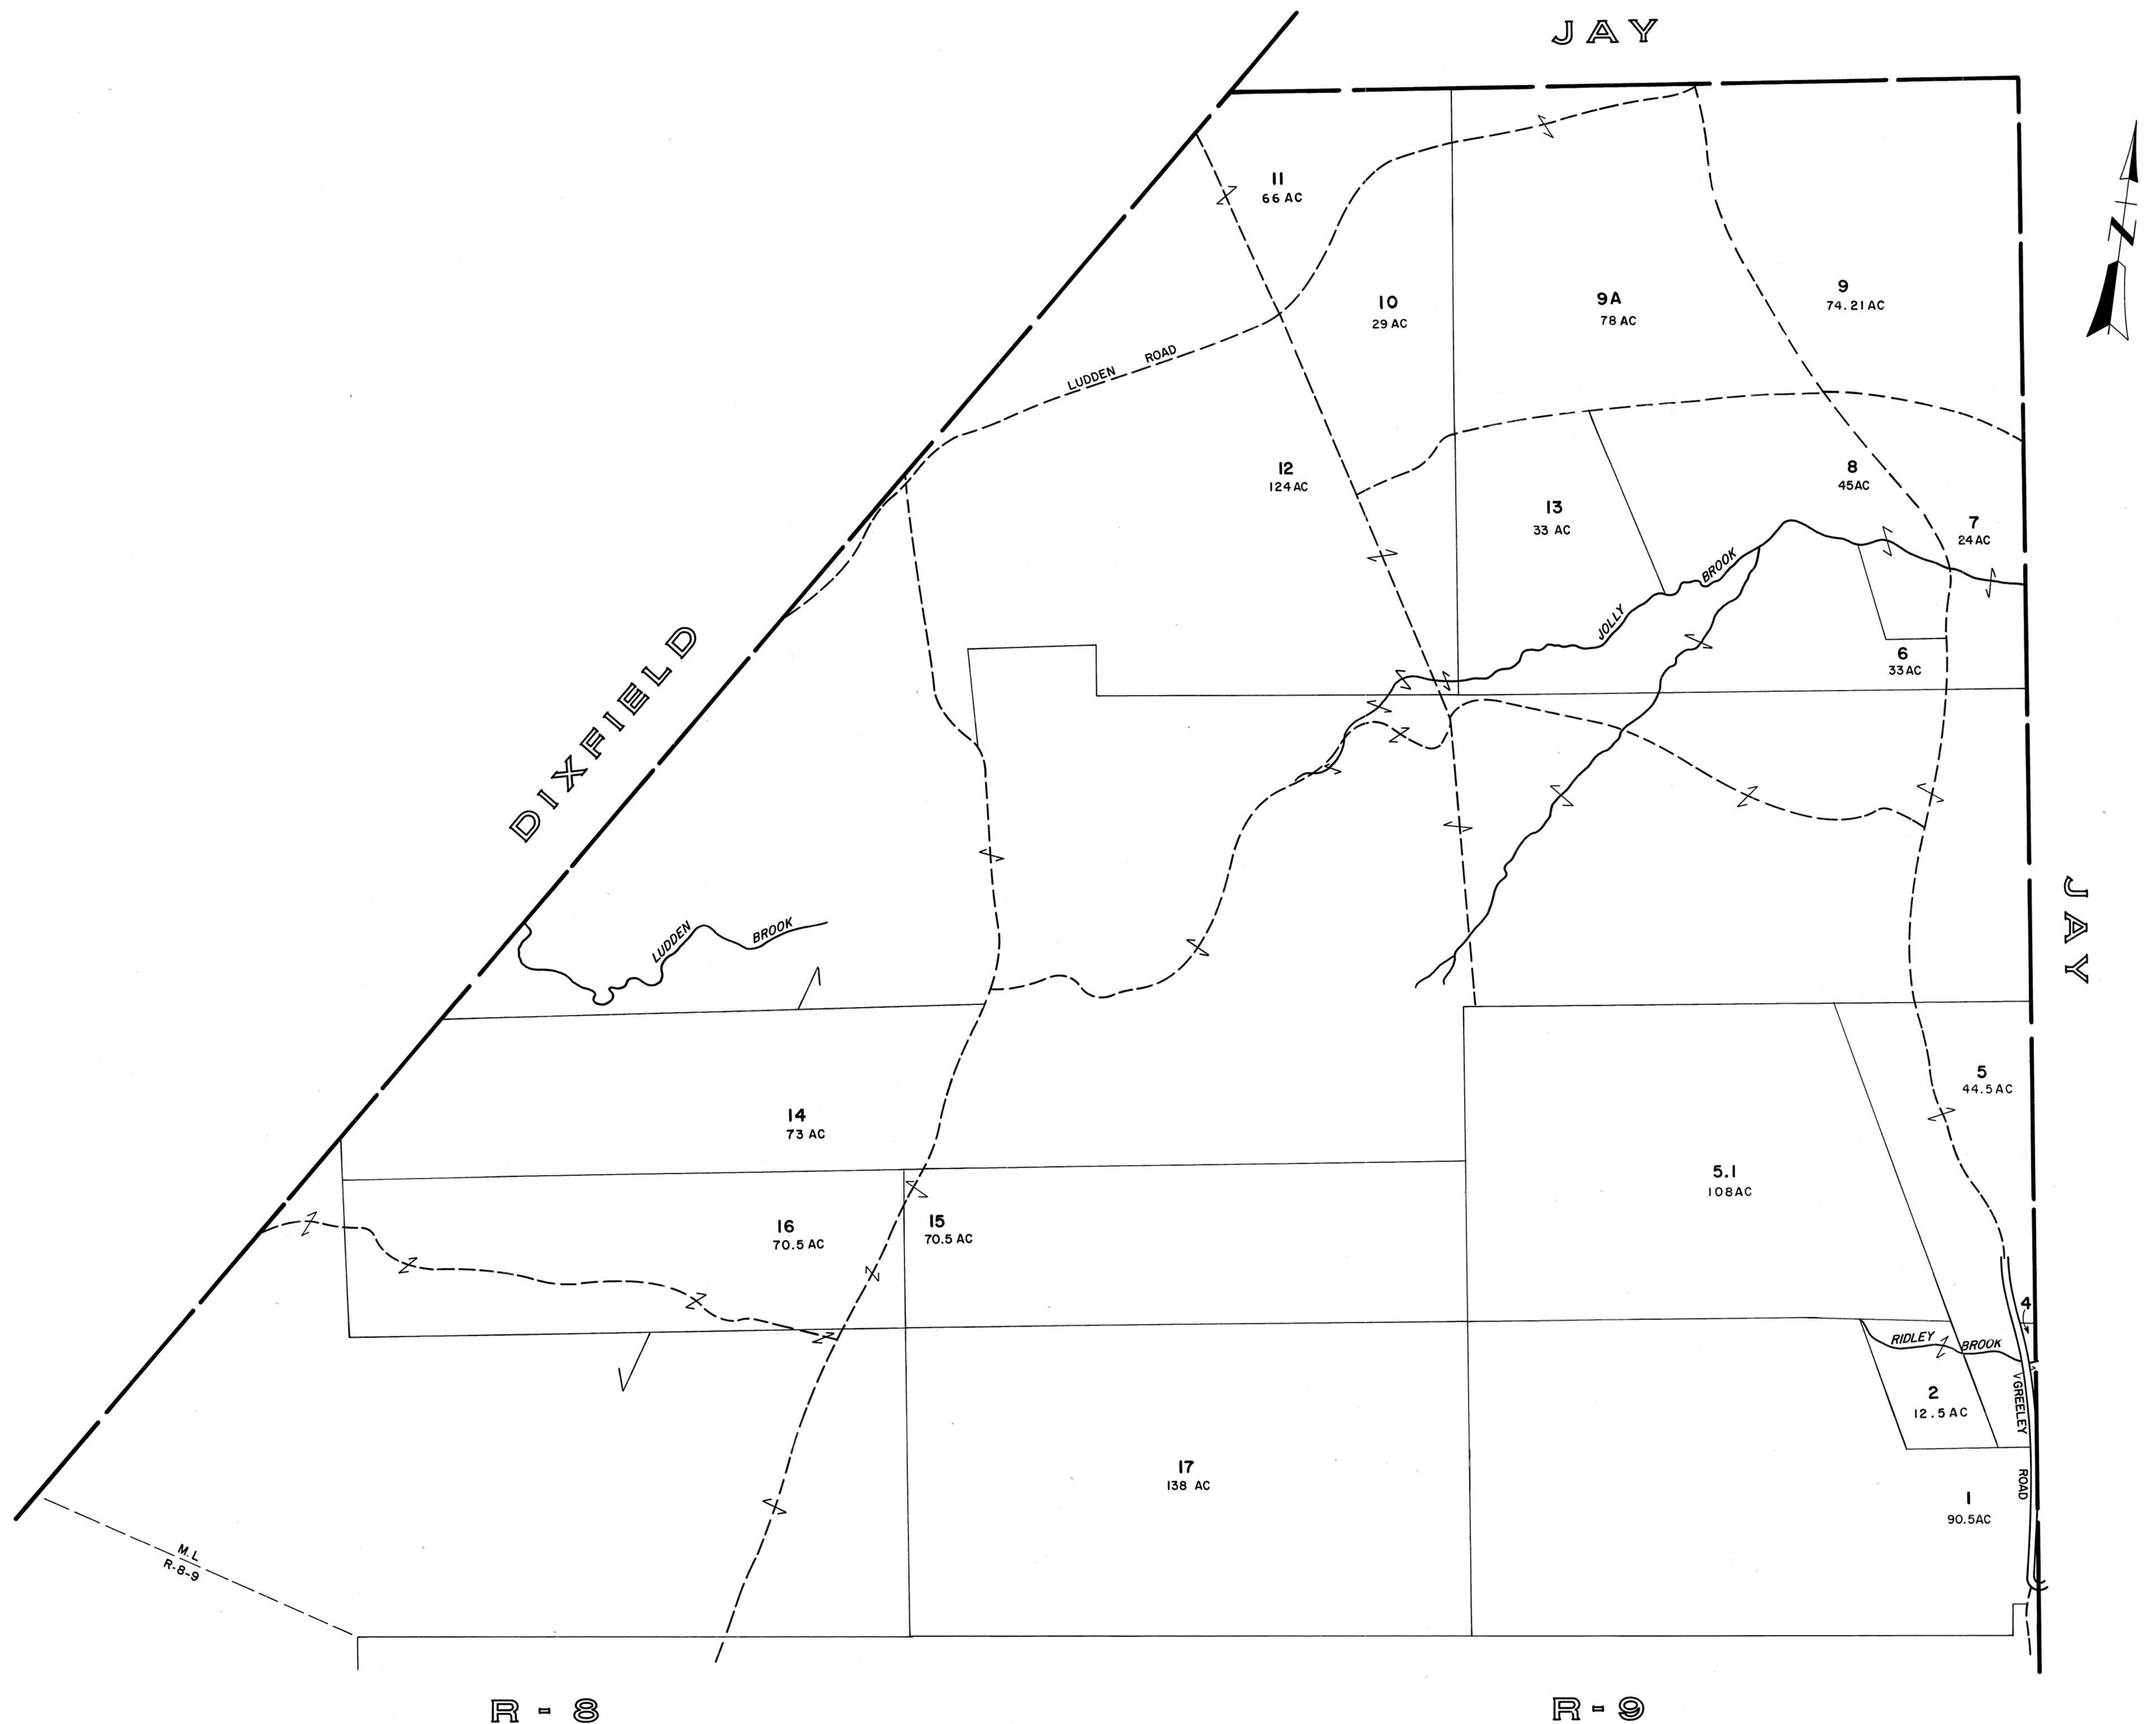 JAY
11
66 AC
10
29 AC
9A
78 AC
9
74.21 AC
N
LUDDEN ROAD
12
124 AC
13
33 AC
8
45 AC
7
24 AC
JOLLY BROOK
6
33 AC
DIXFIELD
JAY
LUDDEN BROOK
5
44.5 AC
14
73 AC
5.1
108 AC
16
70.5 AC
15
70.5 AC
4
RIDLEY BROOK
2
12.5 AC
GREELEY ROAD
17
138 AC
1
90.5 AC
M.L
R-8-9
R - 8
R - 9